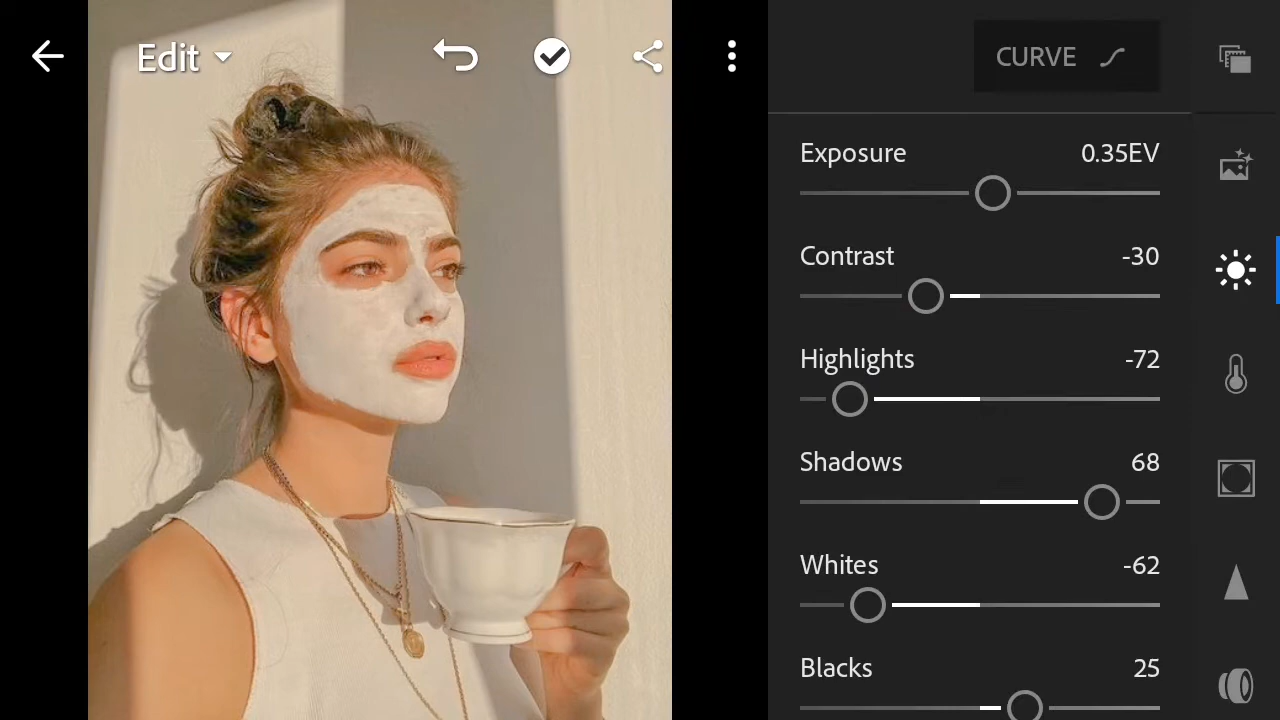 Edit
CURVE
Exposure 0.35EV
Contrast -30
Highlights -72
Shadows 68
Whites -62
Blacks 25